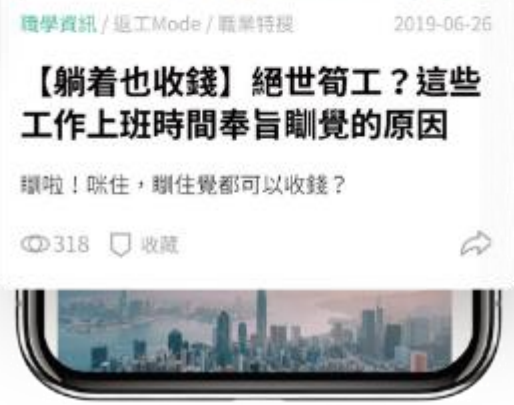 職學資訊 / 返工Mode / 職業特搜 2019-06-26
【躺着也收錢】絕世筍工？這些
工作上班時間奉旨瞓覺的原因
瞓啦！咪住，瞓住覺都可以收錢？
318 收藏